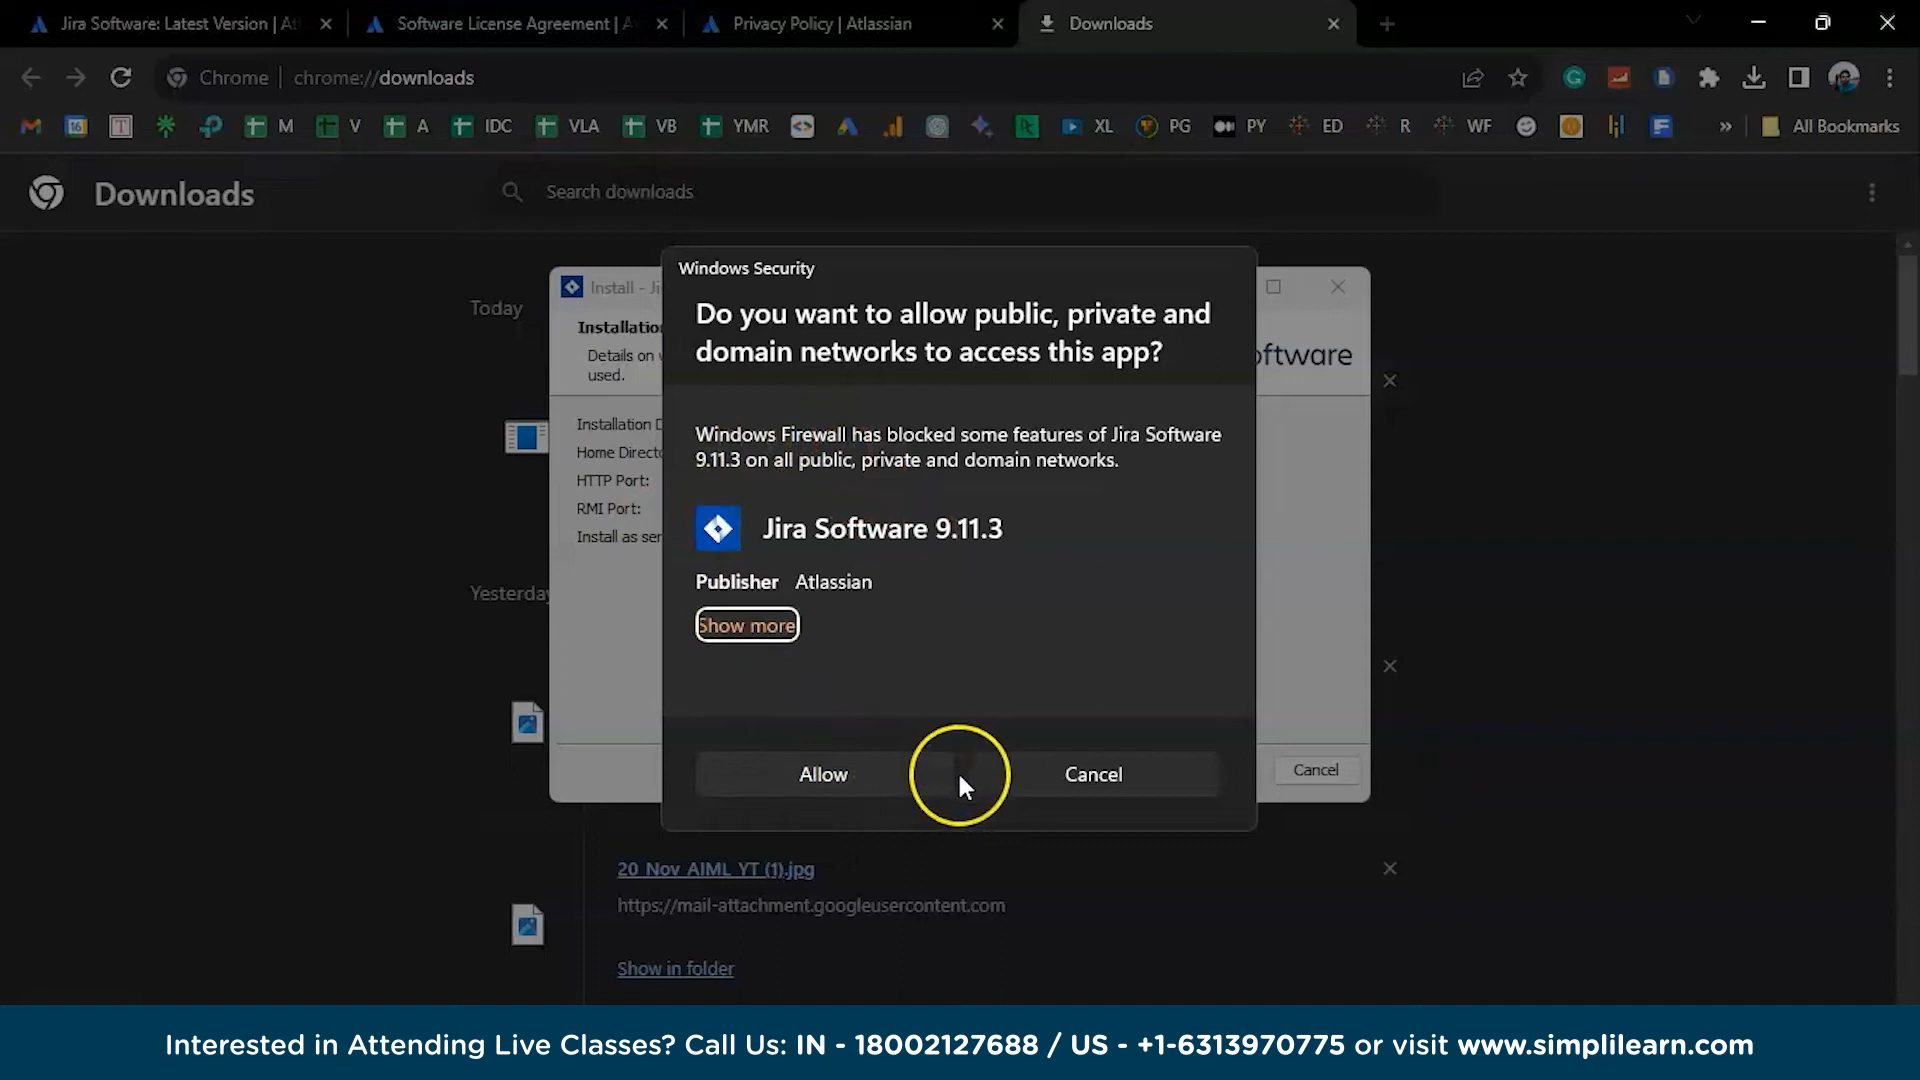 Jira Software: Latest Version | At
Software License Agreement | A
Privacy Policy | Atlassian
Downloads
Chrome | chrome://downloads
M
V
A
IDC
VLA
VB
YMR
XL
PG
PY
ED
R
WF
All Bookmarks
Downloads
Search downloads
Today
Install - Ji
Installatio
Details on
used.
oftware
Installation D
Home Direct
HTTP Port:
RMI Port:
Install as ser
Cancel
Windows Security
Do you want to allow public, private and
domain networks to access this app?
Windows Firewall has blocked some features of Jira Software
9.11.3 on all public, private and domain networks.
Jira Software 9.11.3
Publisher Atlassian
Show more
Allow
Cancel
Yesterday
20 Nov AIML YT (1).jpg
https://mail-attachment.googleusercontent.com
Show in folder
Interested in Attending Live Classes? Call Us: IN - 18002127688 / US - +1-6313970775 or visit www.simplilearn.com